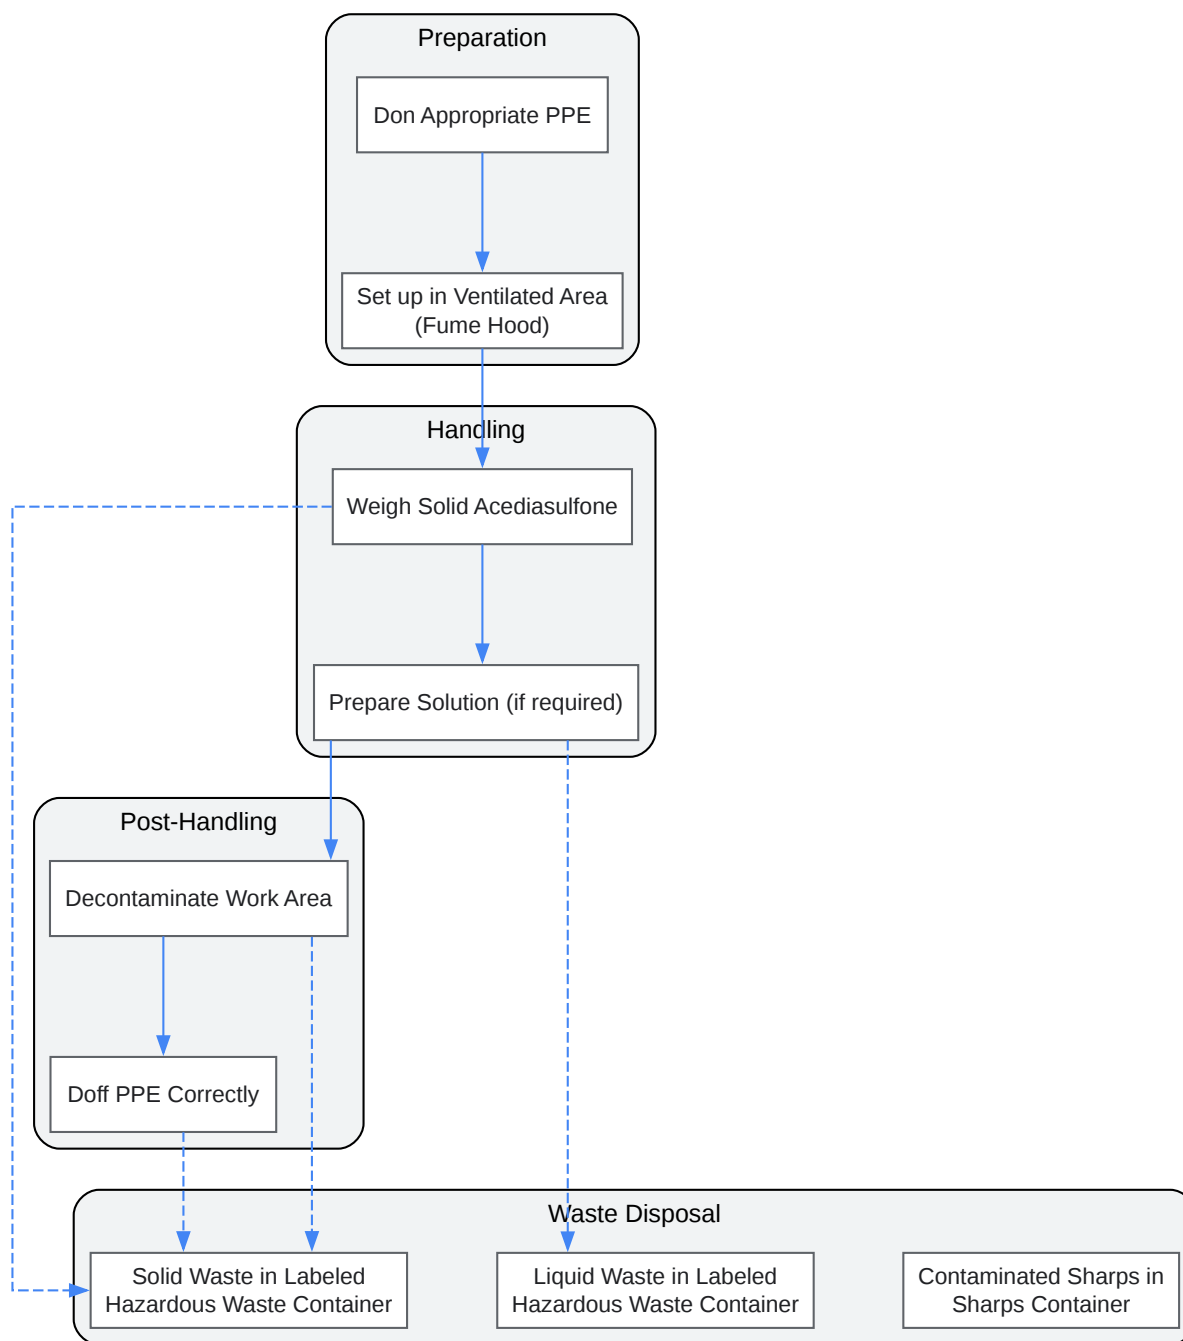 Preparation
Don Appropriate PPE
Set up in Ventilated Area
(Fume Hood)
Handling
Weigh Solid Acediasulfone
Prepare Solution (if required)
Post-Handling
Decontaminate Work Area
Doff PPE Correctly
Waste Disposal
Solid Waste in Labeled
Hazardous Waste Container
Liquid Waste in Labeled
Hazardous Waste Container
Contaminated Sharps in
Sharps Container